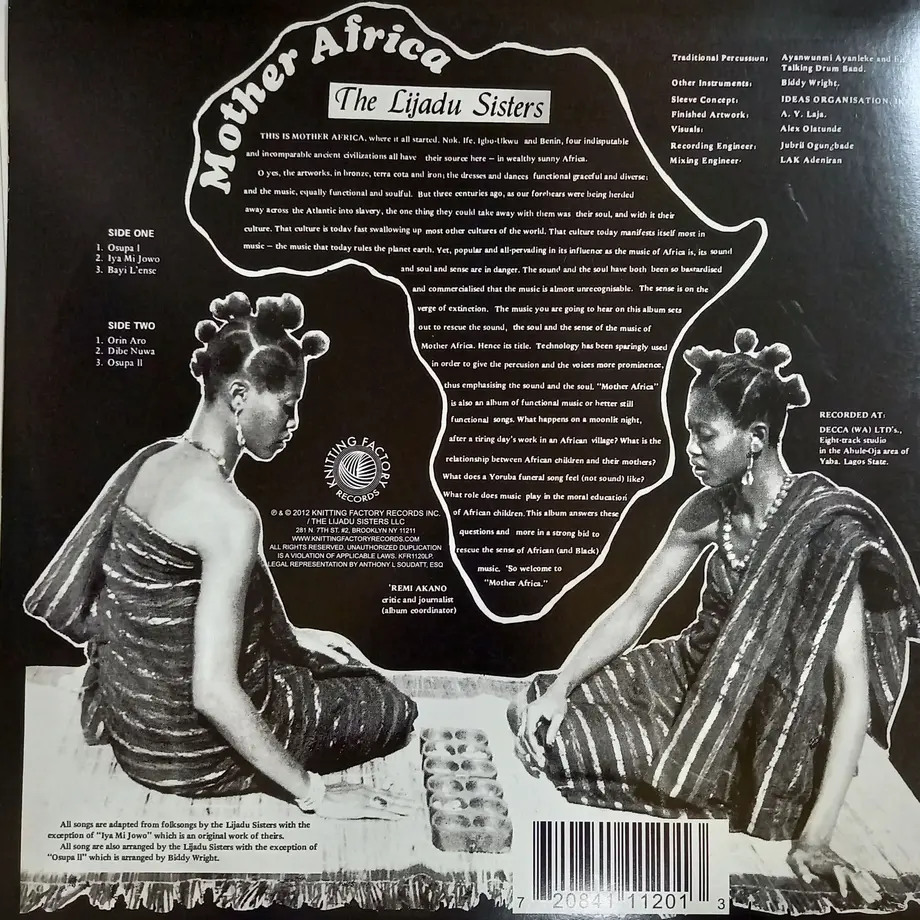 Mother Africa
The Lijadu Sisters
THIS IS MOTHER AFRICA, where it all started. Nok, Ife, Igbo-Ukwu and Benin, four indisputable
and incomparable ancient civilizations all have their source here — in wealthy sunny Africa.
O yes, the artworks, in bronze, terra cota and iron; the dresses and dances functional graceful and diverse;
and the music, equally functional and soulful. But three centuries ago, as our forebears were being herded
away across the Atlantic into slavery, the one thing they could take away with them was their soul, and with it their
culture. That culture is today fast swallowing up most other cultures of the world. That culture today manifests itself most in
music — the music that today rules the planet earth. Yet, popular and all-pervading in its influence as the music of Africa is, its sound
and soul and sense are in danger. The sound and the soul have both been so bastardised
and commercialised that the music is almost unrecognisable. The sense is on the
verge of extinction. The music you are going to hear on this album sets
out to rescue the sound, the soul and the sense of the music of
Mother Africa. Hence its title. Technology has been sparingly used
in order to give the percusion and the voices more prominence,
thus emphasising the sound and the soul. "Mother Africa"
is also an album of functional music or better still
functional songs. What happens on a moonlit night,
after a tiring day's work in an African village? What is the
relationship between African children and their mothers?
What does a Yoruba funeral song feel (not sound) like?
What role does music play in the moral education
of African children. This album answers these
questions and more in a strong bid to
rescue the sense of African (and Black)
music. 'So welcome to
"Mother Africa."
'REMI AKANO
critic and journalist
(album coordinator)
Traditional Percussion: Ayanwunmi Ayanleke and
Talking Drum Band.
Other Instruments: Biddy Wright.
Sleeve Concept: IDEAS ORGANISATION,
Finished Artwork: A. Y. Laja.
Visuals: Alex Olatunde
Recording Engineer: Jubril Ogungbade
Mixing Engineer: LAK Adeniran
SIDE ONE
1. Osupa I
2. Iya Mi Jowo
3. Bayi L'ense
SIDE TWO
1. Orin Aro
2. Dibe Nuwa
3. Osupa II
KNITTING FACTORY
RECORDS
℗ & © 2012 KNITTING FACTORY RECORDS INC.
/ THE LIJADU SISTERS LLC
281 N. 7TH ST. #2, BROOKLYN NY 11211
WWW.KNITTINGFACTORYRECORDS.COM
ALL RIGHTS RESERVED. UNAUTHORIZED DUPLICATION
IS A VIOLATION OF APPLICABLE LAWS. KFR1120LP.
LEGAL REPRESENTATION BY ANTHONY L SOUDATT, ESQ
RECORDED AT:
DECCA (WA) LTD's.,
Eight-track studio
in the Abule-Oja area of
Yaba. Lagos State.
All songs are adapted from folksongs by the Lijadu Sisters with the
exception of "Iya Mi Jowo" which is an original work of theirs.
All song are also arranged by the Lijadu Sisters with the exception of
"Osupa II" which is arranged by Biddy Wright.
7 20841 11201 3